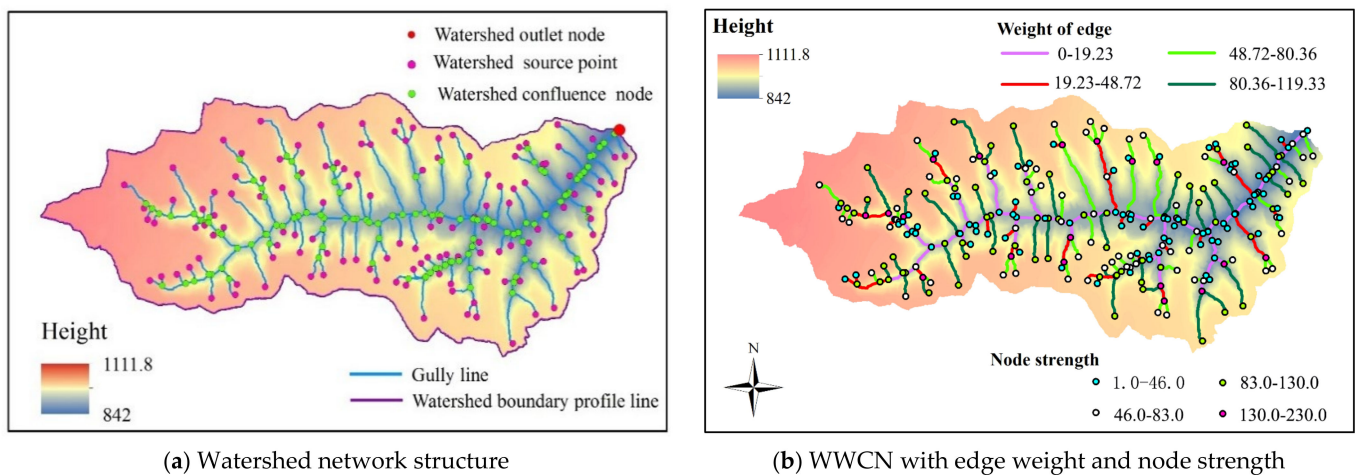 Watershed outlet node
Watershed source point
Watershed confluence node
Height
1111.8
842
Gully line
Watershed boundary profile line
(a) Watershed network structure
Height
1111.8
842
Weight of edge
0-19.23
48.72-80.36
19.23-48.72
80.36-119.33
N
Node strength
1.0-46.0
83.0-130.0
46.0-83.0
130.0-230.0
(b) WWCN with edge weight and node strength